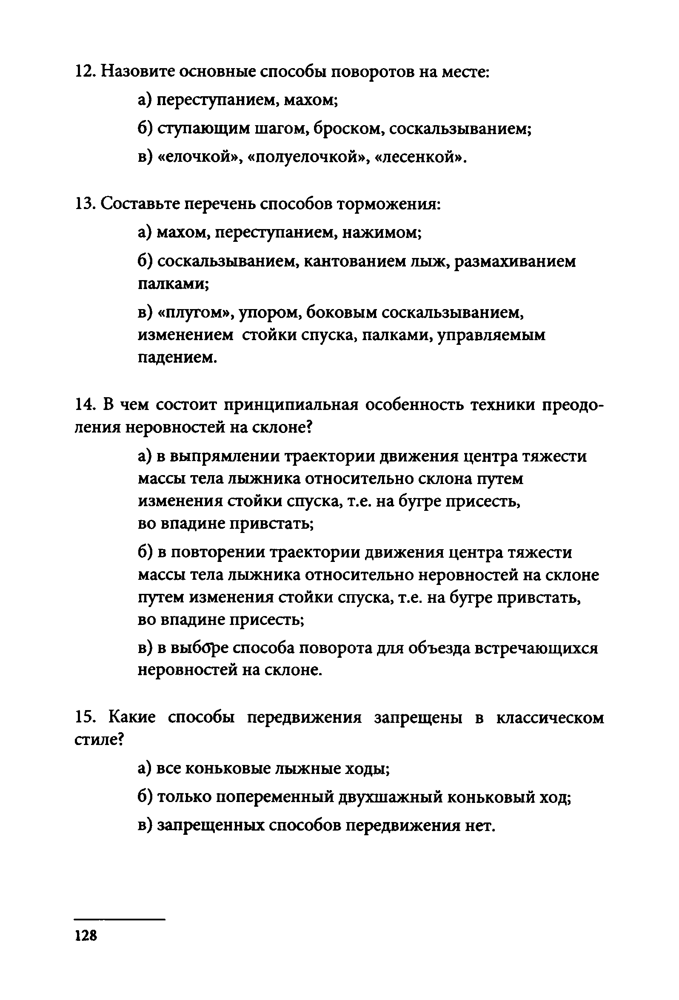 12. Назовите основные способы поворотов на месте:
а) переступанием, махом;
б) ступающим шагом, броском, соскальзыванием;
в) «елочкой», «полуелочкой», «лесенкой».
13. Составьте перечень способов торможения:
а) махом, переступанием, нажимом;
б) соскальзыванием, кантованием лыж, размахиванием
палками;
в) «плугом», упором, боковым соскальзыванием,
изменением стойки спуска, палками, управляемым
падением.
14. В чем состоит принципиальная особенность техники преодо-
ления неровностей на склоне?
а) в выпрямлении траектории движения центра тяжести
массы тела лыжника относительно склона путем
изменения стойки спуска, т.е. на бугре присесть,
во впадине привстать;
б) в повторении траектории движения центра тяжести
массы тела лыжника относительно неровностей на склоне
путем изменения стойки спуска, т.е. на бугре привстать,
во впадине присесть;
в) в выборе способа поворота для объезда встречающихся
неровностей на склоне.
15. Какие способы передвижения запрещены в классическом
стиле?
а) все коньковые лыжные ходы;
б) только попеременный двухшажный коньковый ход;
в) запрещенных способов передвижения нет.
128